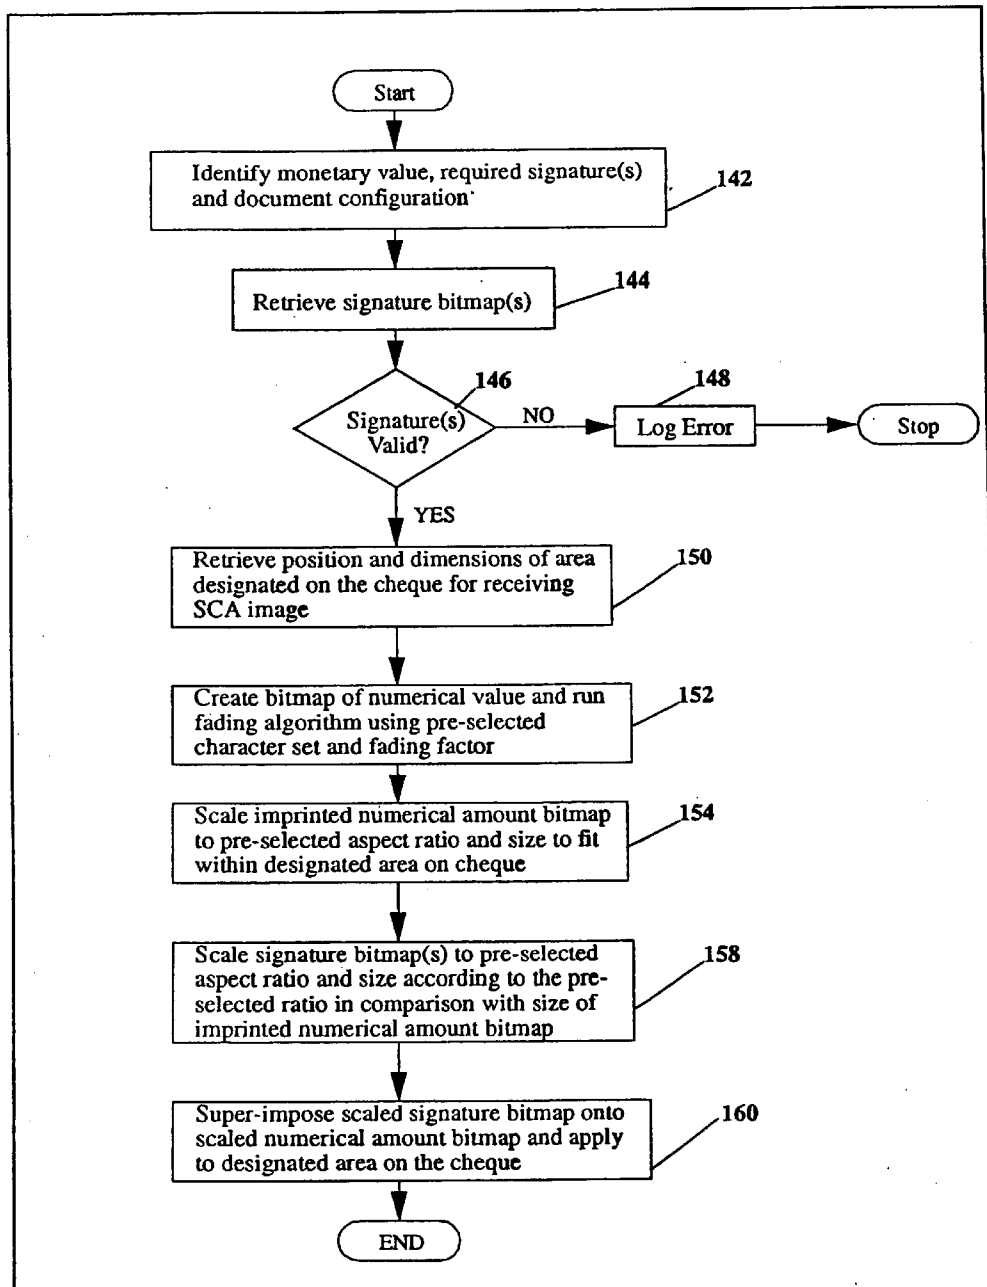 Start
Identify monetary value, required signature(s)
and document configuration
142
Retrieve signature bitmap(s)
144
146
Signature(s)
Valid?
NO
148
Log Error
Stop
YES
Retrieve position and dimensions of area
designated on the cheque for receiving
SCA image
150
Create bitmap of numerical value and run
fading algorithm using pre-selected
character set and fading factor
152
Scale imprinted numerical amount bitmap
to pre-selected aspect ratio and size to fit
within designated area on cheque
154
Scale signature bitmap(s) to pre-selected
aspect ratio and size according to the pre-
selected ratio in comparison with size of
imprinted numerical amount bitmap
158
Super-impose scaled signature bitmap onto
scaled numerical amount bitmap and apply
to designated area on the cheque
160
END